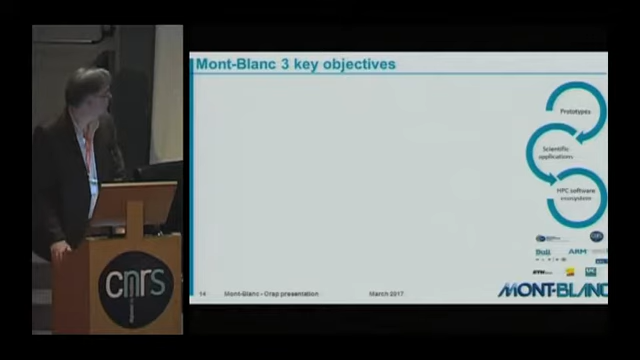 Mont-Blanc 3 key objectives
Prototypes
Scientific
applications
HPC software
ecosystem
Bull
ARM
14 Mont-Blanc - Orap presentation March 2017
MONT-BLANC
cnrs